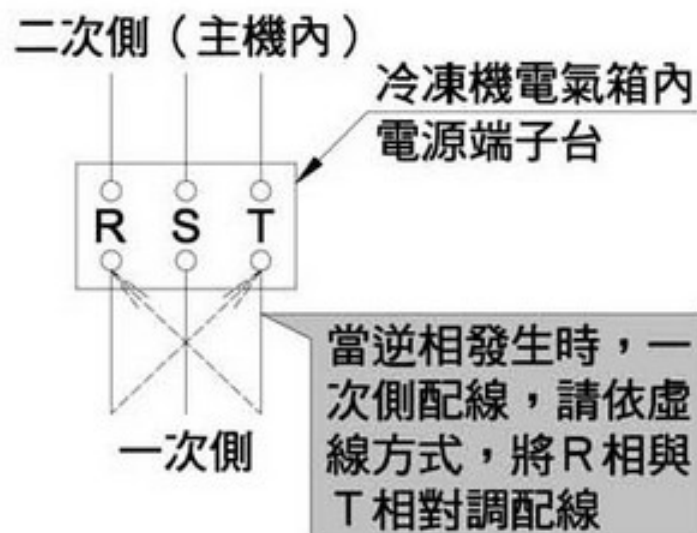 二次側（主機內）
冷凍機電氣箱內
電源端子台
R S T
當逆相發生時，一
次側配線，請依虛
線方式，將R相與
T相對調配線
一次側